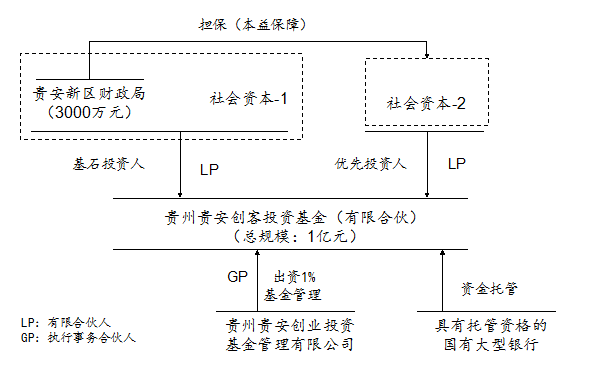 担保（本益保障）
贵安新区财政局
（3000万元）
社会资本-1
社会资本-2
基石投资人
LP
优先投资人
LP
贵州贵安创客投资基金（有限合伙）
（总规模：1亿元）
GP
出资1%
基金管理
资金托管
LP：有限合伙人
GP：执行事务合伙人
贵州贵安创业投资
基金管理有限公司
具有托管资格的
国有大型银行